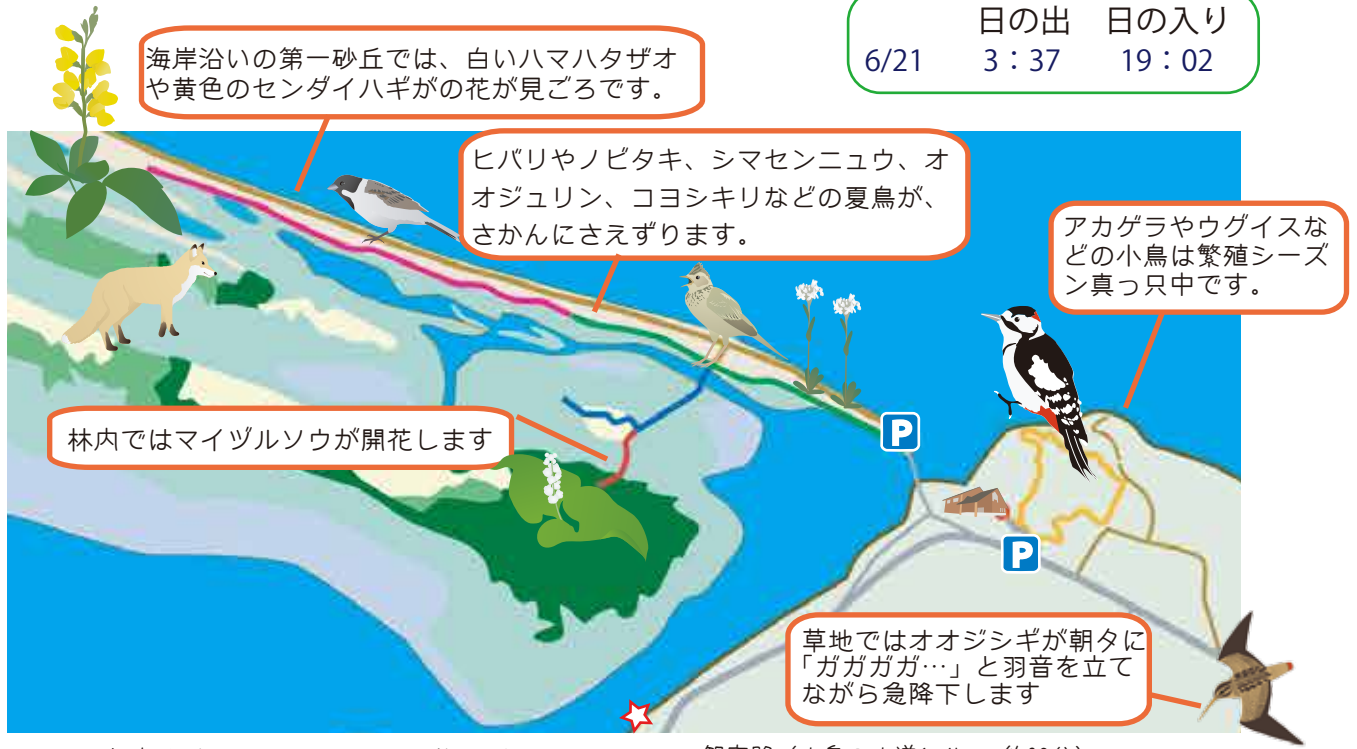 日の出 日の入り
6/21 3：37 19：02
海岸沿いの第一砂丘では、白いハマハタザオ
や黄色のセンダイハギがの花が見ごろです。
ヒバリやノビタキ、シマセンニュウ、オ
オジュリン、コヨシキリなどの夏鳥が、
さかんにさえずります。
アカゲラやウグイスな
どの小鳥は繁殖シーズ
ン真っ只中です。
林内ではマイヅルソウが開花します
P
P
草地ではオオジシギが朝夕に
「ガガガガ…」と羽音を立て
ながら急降下します